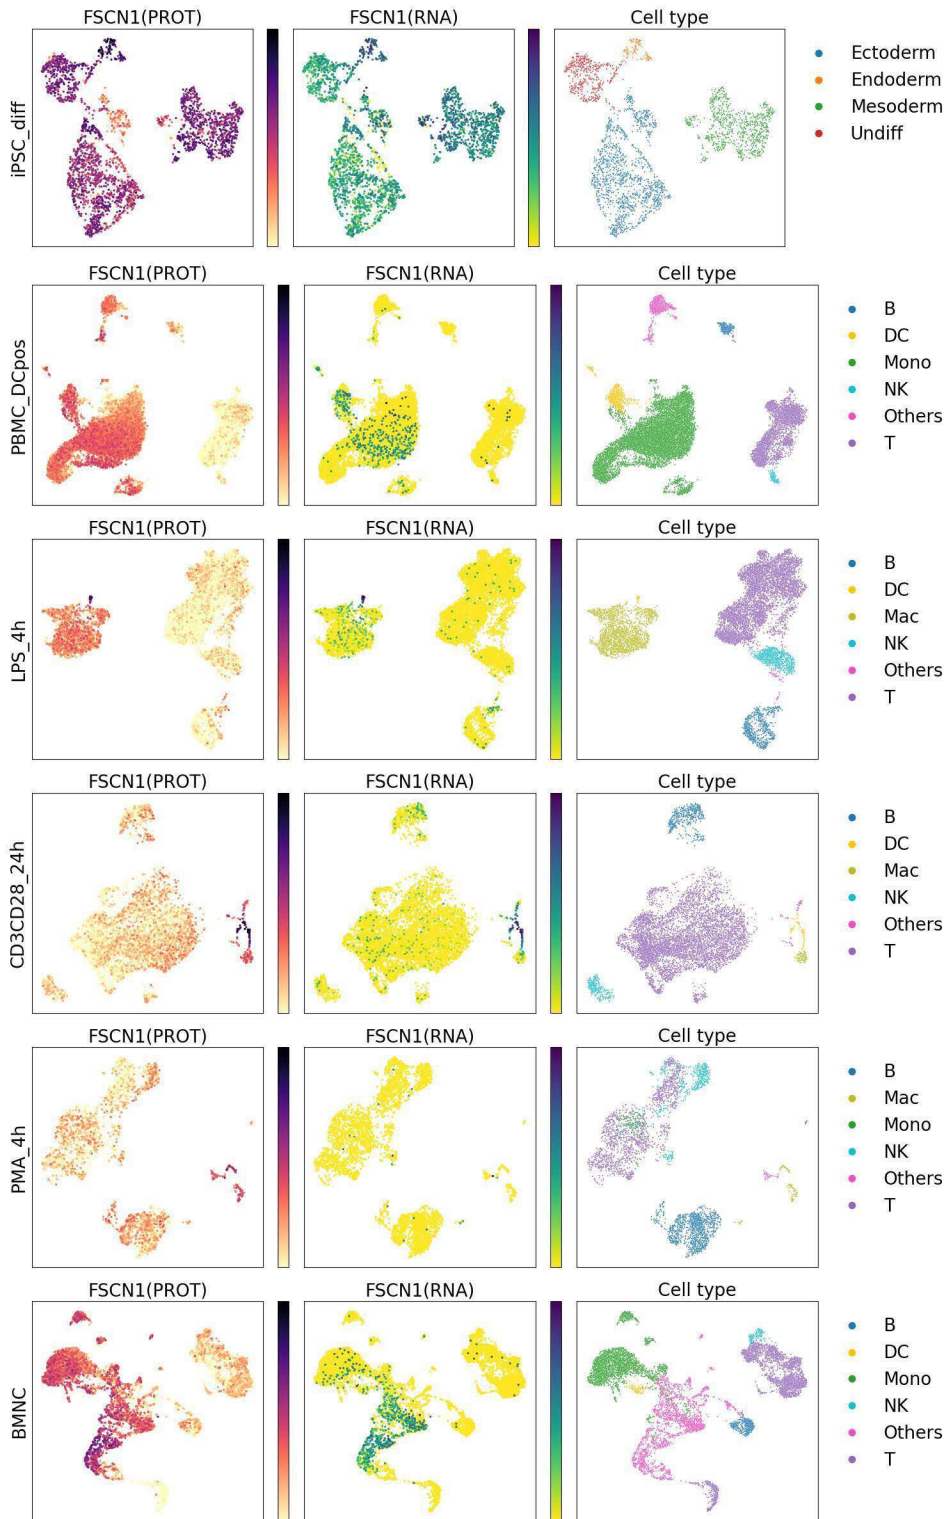 FSCN1(PROT) FSCN1(RNA) Cell type
iPSC_diff
Ectoderm
Endoderm
Mesoderm
Undiff
FSCN1(PROT) FSCN1(RNA) Cell type
PBMC_DCpos
B
DC
Mono
NK
Others
T
FSCN1(PROT) FSCN1(RNA) Cell type
LPS_4h
B
DC
Mac
NK
Others
T
FSCN1(PROT) FSCN1(RNA) Cell type
CD3CD28_24h
B
DC
Mac
NK
Others
T
FSCN1(PROT) FSCN1(RNA) Cell type
PMA_4h
B
Mac
Mono
NK
Others
T
FSCN1(PROT) FSCN1(RNA) Cell type
BMNC
B
DC
Mono
NK
Others
T